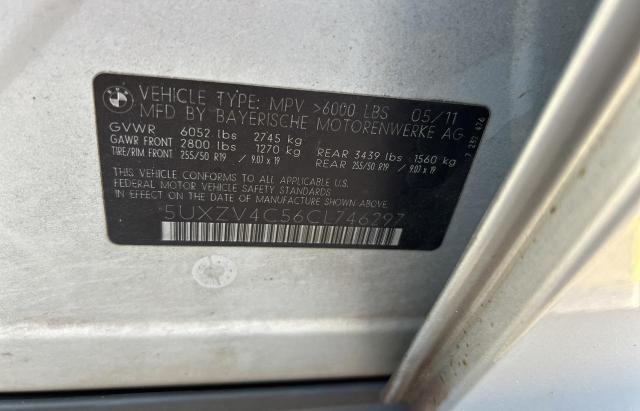 VEHICLE TYPE: MPV >6000 LBS 05/11
MFD BY BAYERISCHE MOTORENWERKE AG
GVWR 6052 lbs 2745 kg
GAWR FRONT 2800 lbs 1270 kg REAR 3439 lbs 1560 kg
TIRE/RIM FRONT 255/50 R19 / 9.0J x 19 REAR 255/50 R19 / 9.0J x 19
THIS VEHICLE CONFORMS TO ALL APPLICABLE
FEDERAL MOTOR VEHICLE SAFETY STANDARDS
IN EFFECT ON THE DATE OF MANUFACTURE SHOWN ABOVE.
5UXZV4C56CL746297